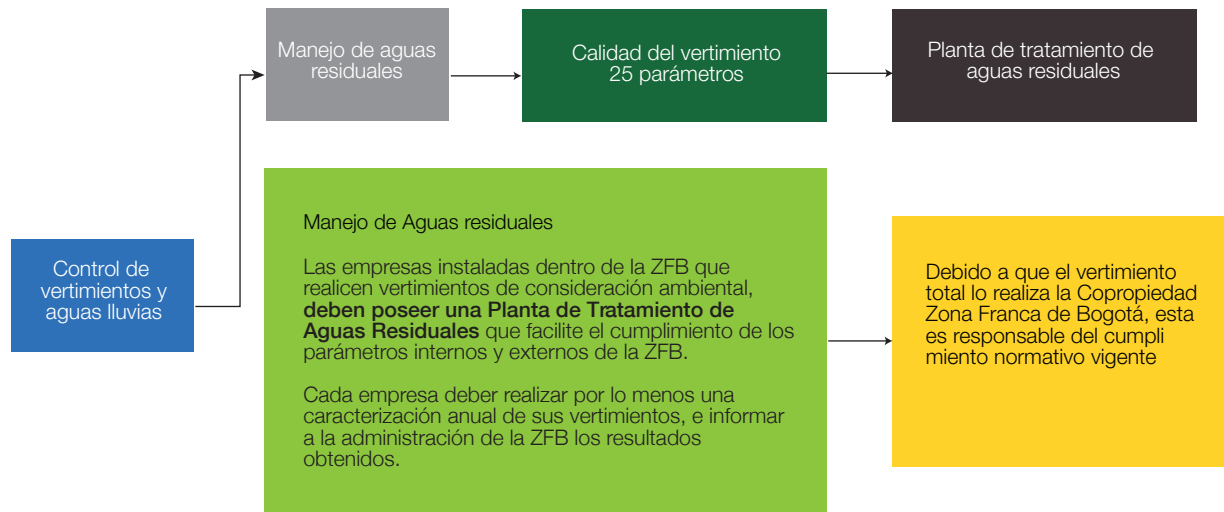 Manejo de aguas
residuales
Calidad del vertimiento
25 parámetros
Planta de tratamiento de
aguas residuales
Control de
vertimientos y
aguas lluvias
Manejo de Aguas residuales
Las empresas instaladas dentro de la ZFB que
realicen vertimientos de consideración ambiental,
deben poseer una Planta de Tratamiento de
Aguas Residuales que facilite el cumplimiento de los
parámetros internos y externos de la ZFB.
Cada empresa deber realizar por lo menos una
caracterización anual de sus vertimientos, e informar
a la administración de la ZFB los resultados
obtenidos.
Debido a que el vertimiento
total lo realiza la Copropiedad
Zona Franca de Bogotá, esta
es responsable del cumpli
miento normativo vigente